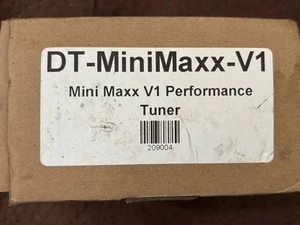 DT-MiniMaxx-V1
Mini Maxx V1 Performance
Tuner
209004